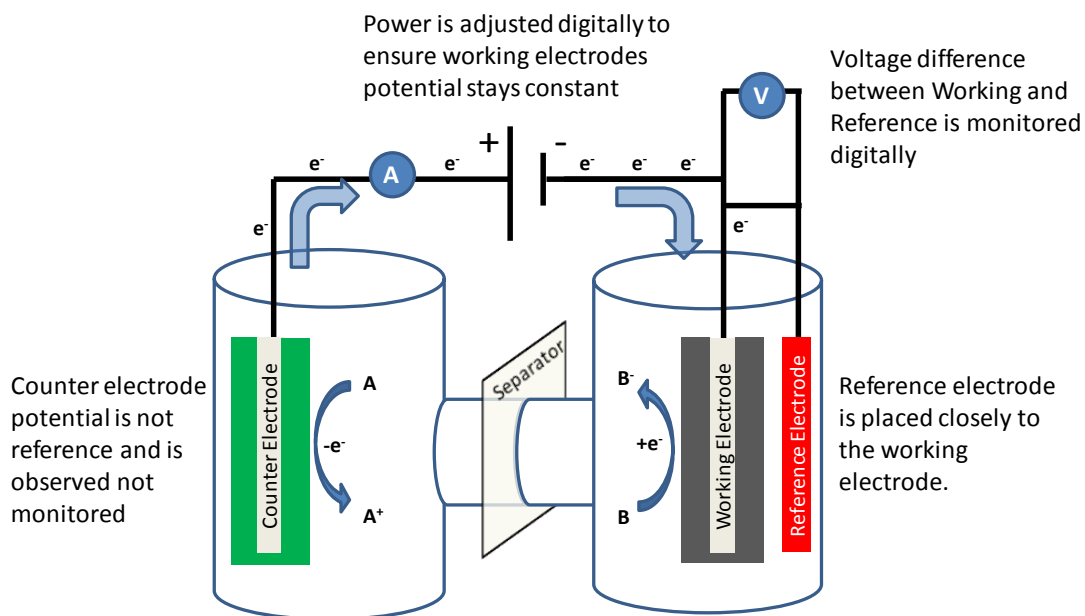 Power is adjusted digitally to
ensure working electrodes
potential stays constant
Voltage difference
between Working and
Reference is monitored
digitally
V
+
-
e⁻
A
e⁻
e⁻ e⁻ e⁻
e⁻
e⁻
Counter electrode
potential is not
reference and is
observed not
monitored
Counter Electrode
A
-e⁻
A⁺
Separator
B⁻
+e⁻
B
Working Electrode
Reference Electrode
Reference electrode
is placed closely to
the working
electrode.